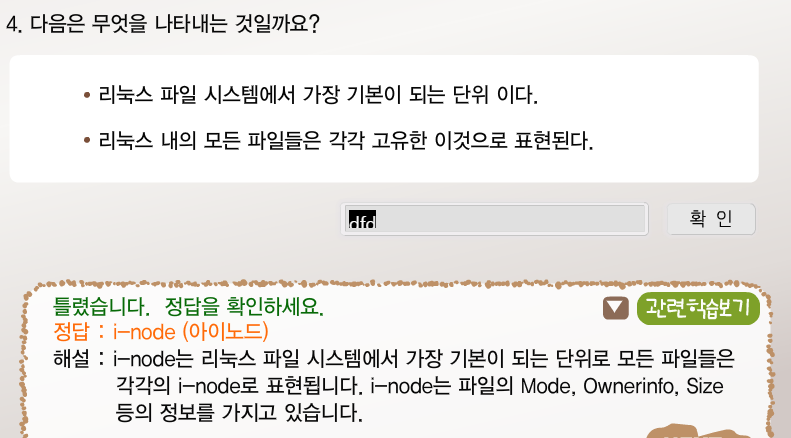 4. 다음은 무엇을 나타내는 것일까요?
• 리눅스 파일 시스템에서 가장 기본이 되는 단위 이다.
• 리눅스 내의 모든 파일들은 각각 고유한 이것으로 표현된다.
dfd 확 인
틀렸습니다. 정답을 확인하세요. 관련학습보기
정답 : i-node (아이노드)
해설 : i-node는 리눅스 파일 시스템에서 가장 기본이 되는 단위로 모든 파일들은
각각의 i-node로 표현됩니다. i-node는 파일의 Mode, Ownerinfo, Size
등의 정보를 가지고 있습니다.